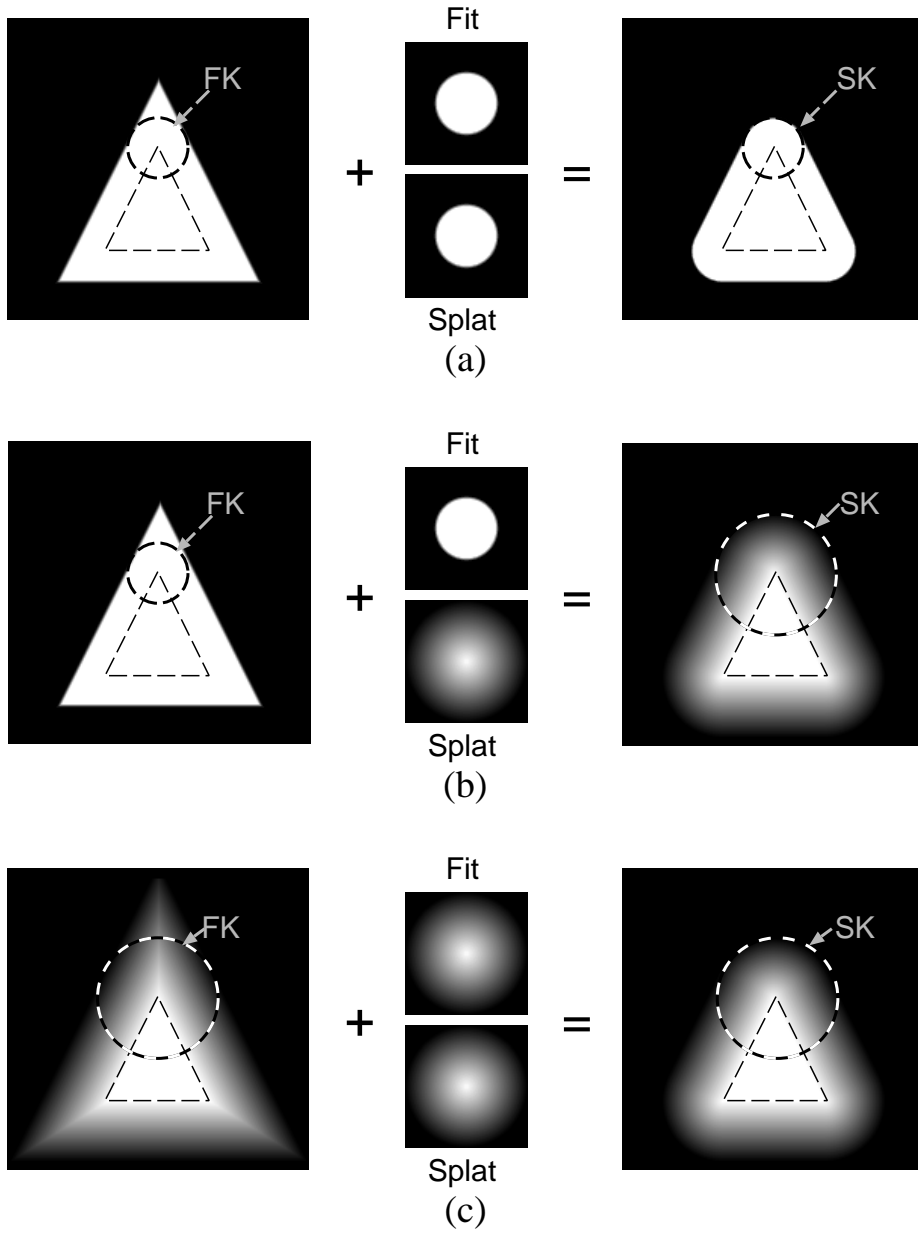 Fit
FK
SK
+
=
Splat
(a)
Fit
FK
SK
+
=
Splat
(b)
Fit
FK
SK
+
=
Splat
(c)